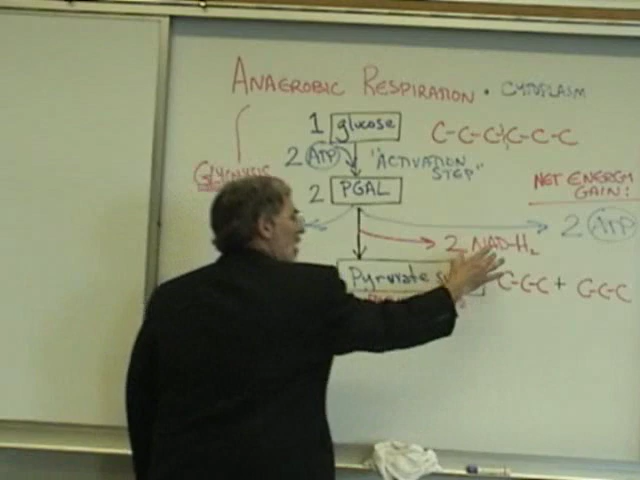 ANAEROBIC RESPIRATION • CYTOPLASM
1 glucose C-C-C-C-C-C
2 ATP "ACTIVATION STEP"
GLYCOLYSIS
2 PGAL
NET ENERGY GAIN:
2 ATP
2 NAD-H₂
Pyruvate C-C-C + C-C-C